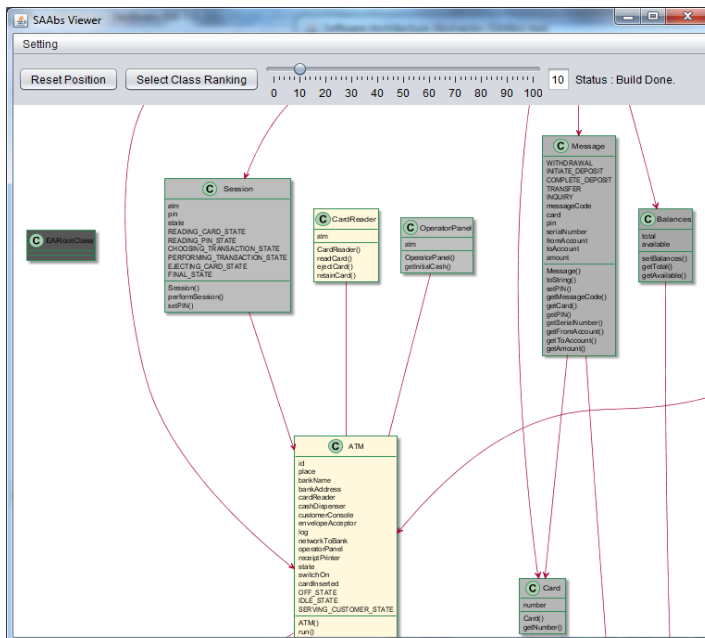 SAAbs Viewer
Setting
Reset Position
Select Class Ranking
0 10 20 30 40 50 60 70 80 90 100
10
Status : Build Done.
C EARootClass
C Session
atm
pin
state
READING_CARD_STATE
READING_PIN_STATE
CHOOSING_TRANSACTION_STATE
PERFORMING_TRANSACTION_STATE
EJECTING_CARD_STATE
FINAL_STATE
Session()
performSession()
setPIN()
C CardReader
atm
CardReader()
readCard()
ejectCard()
retainCard()
C OperatorPanel
atm
OperatorPanel()
getInitialCash()
C Message
WITHDRAWAL
INITIATE_DEPOSIT
COMPLETE_DEPOSIT
TRANSFER
INQUIRY
messageCode
card
pin
serialNumber
fromAccount
toAccount
amount
Message()
toString()
setPIN()
getMessageCode()
getCard()
getPIN()
getSerialNumber()
getFromAccount()
getToAccount()
getAmount()
C Balances
total
available
setBalances()
getTotal()
getAvailable()
C ATM
id
place
bankName
bankAddress
cardReader
cashDispenser
customerConsole
envelopeAcceptor
log
networkToBank
operatorPanel
receiptPrinter
state
switchOn
cardInserted
OFF_STATE
IDLE_STATE
SERVING_CUSTOMER_STATE
ATM()
run()
C Card
number
Card()
getNumber()